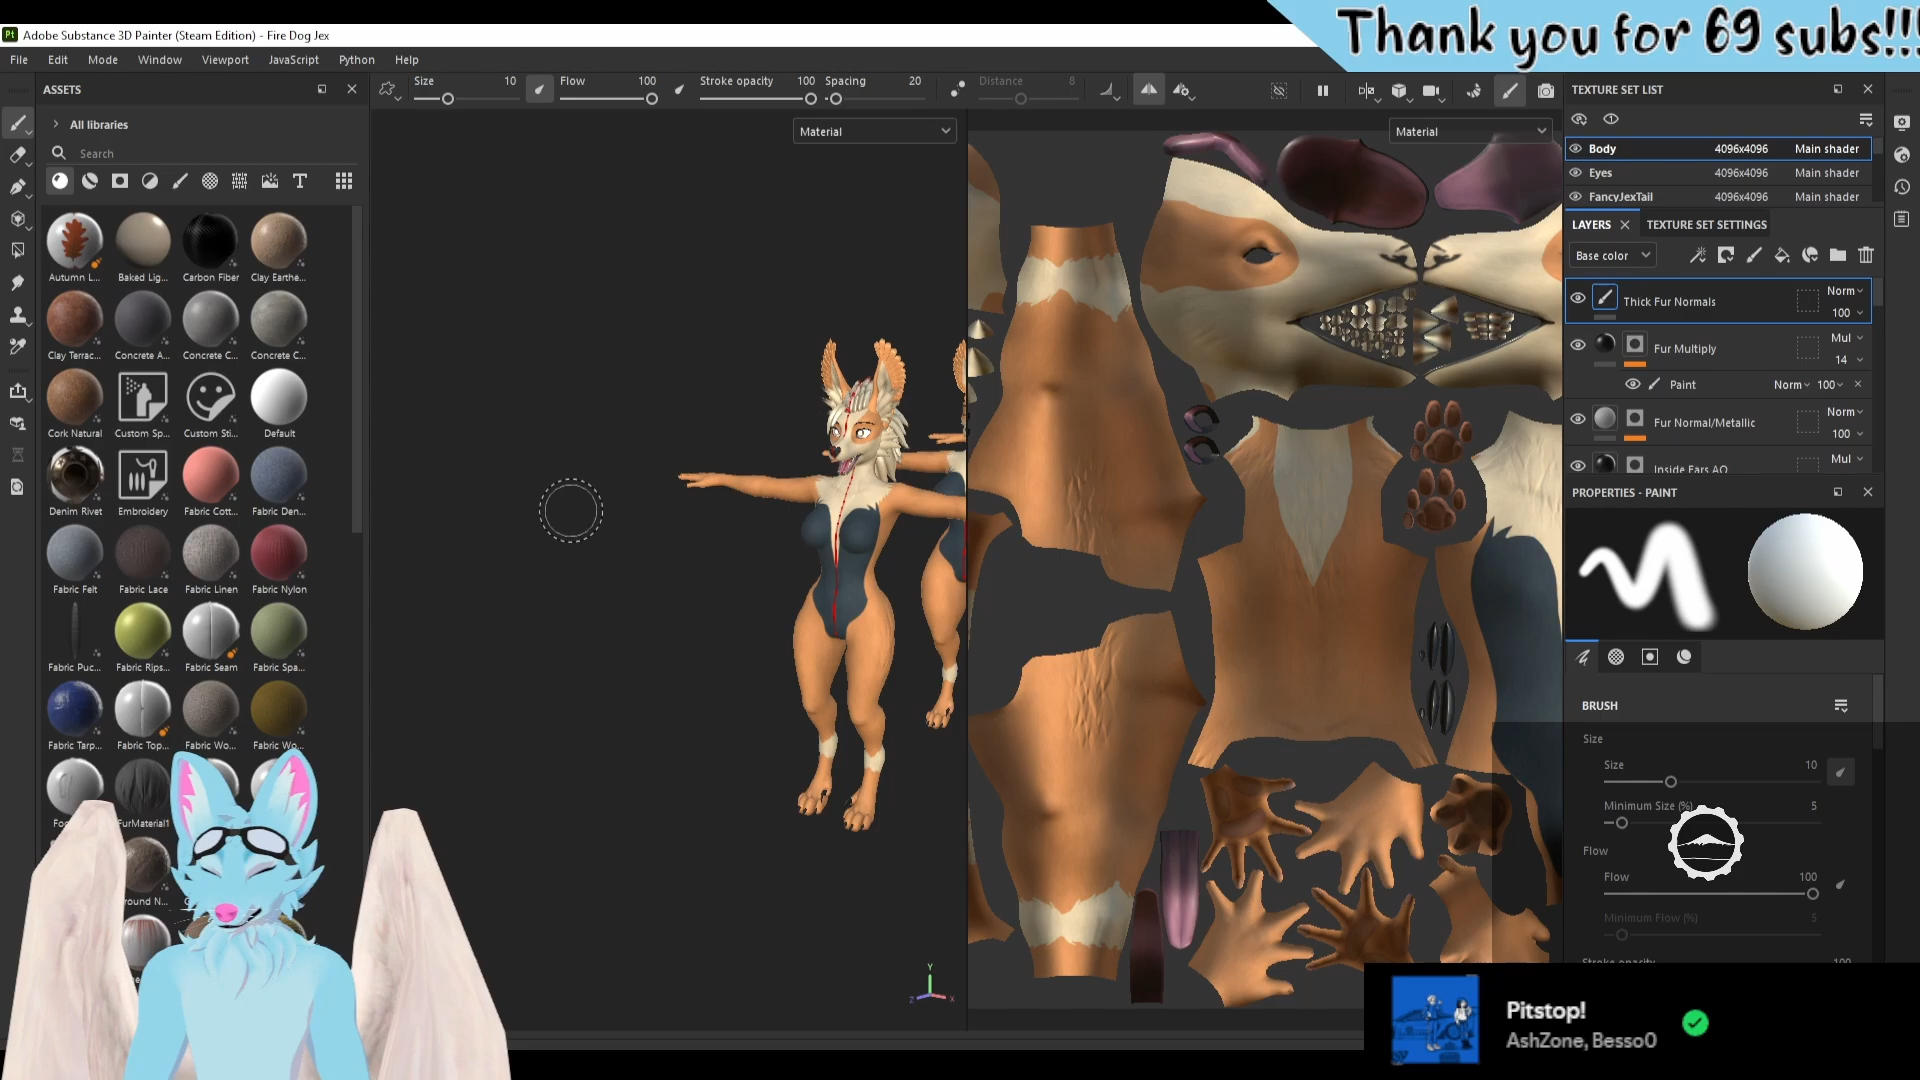 Thank you for 69 subs!!!
Adobe Substance 3D Painter (Steam Edition) - Fire Dog Jex
File Edit Mode Window Viewport JavaScript Python Help
ASSETS
Size 10 Flow 100 Stroke opacity 100 Spacing 20 Distance 8
All libraries
Search
Material
Material
Autumn L... Baked Lig... Carbon Fiber Clay Earthe...
Clay Terrac... Concrete A... Concrete C... Concrete C...
Cork Natural Custom Sp... Custom Sti... Default
Denim Rivet Embroidery Fabric Cott... Fabric Den...
Fabric Felt Fabric Lace Fabric Linen Fabric Nylon
Fabric Puc... Fabric Rips... Fabric Seam Fabric Spa...
Fabric Tarp... Fabric Top... Fabric Wo... Fabric Wo...
FurMaterial1
round N...
Y
Z X
TEXTURE SET LIST
Body 4096x4096 Main shader
Eyes 4096x4096 Main shader
FancyJexTail 4096x4096 Main shader
LAYERS TEXTURE SET SETTINGS
Base color
Thick Fur Normals Norm 100
Fur Multiply Mul 14
Paint Norm 100
Fur Normal/Metallic Norm 100
Inside Ears AO Mul
PROPERTIES - PAINT
BRUSH
Size
Size 10
Minimum Size (%) 5
Flow
Flow 100
Minimum Flow (%) 5
Stroke opacity 100
Pitstop!
AshZone, Besso0